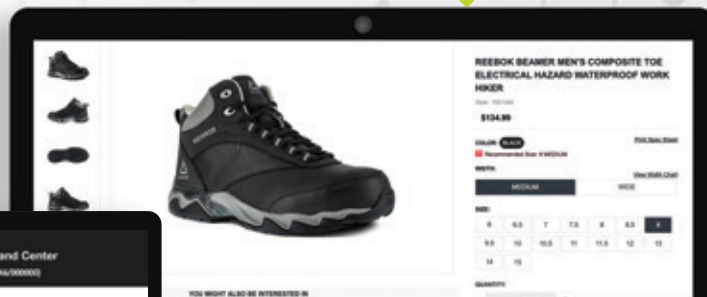 REEBOK BEAMER MEN'S COMPOSITE TOE
ELECTRICAL HAZARD WATERPROOF WORK
HIKER
$134.99
COLOR: BLACK
Print Spec Sheet
Recommended Size: 9 MEDIUM
WIDTH:
View Width Chart
MEDIUM WIDE
SIZE:
6 6.5 7 7.5 8 8.5 9
9.5 10 10.5 11 11.5 12 13
14 15
QUANTITY:
YOU MIGHT ALSO BE INTERESTED IN
and Center